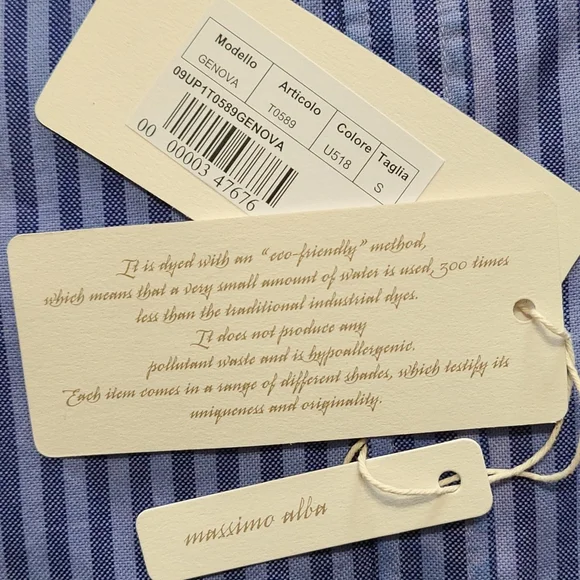 Modello Articolo Colore Taglia
GENOVA T0589 U518 S
09UP1T0589GENOVA
00 00003 47676
It is dyed with an "eco-friendly" method,
which means that a very small amount of water is used, 300 times
less than the traditional industrial dyes.
It does not produce any
pollutant waste and is hypoallergenic.
Each item comes in a range of different shades, which testify its
uniqueness and originality.
massimo alba